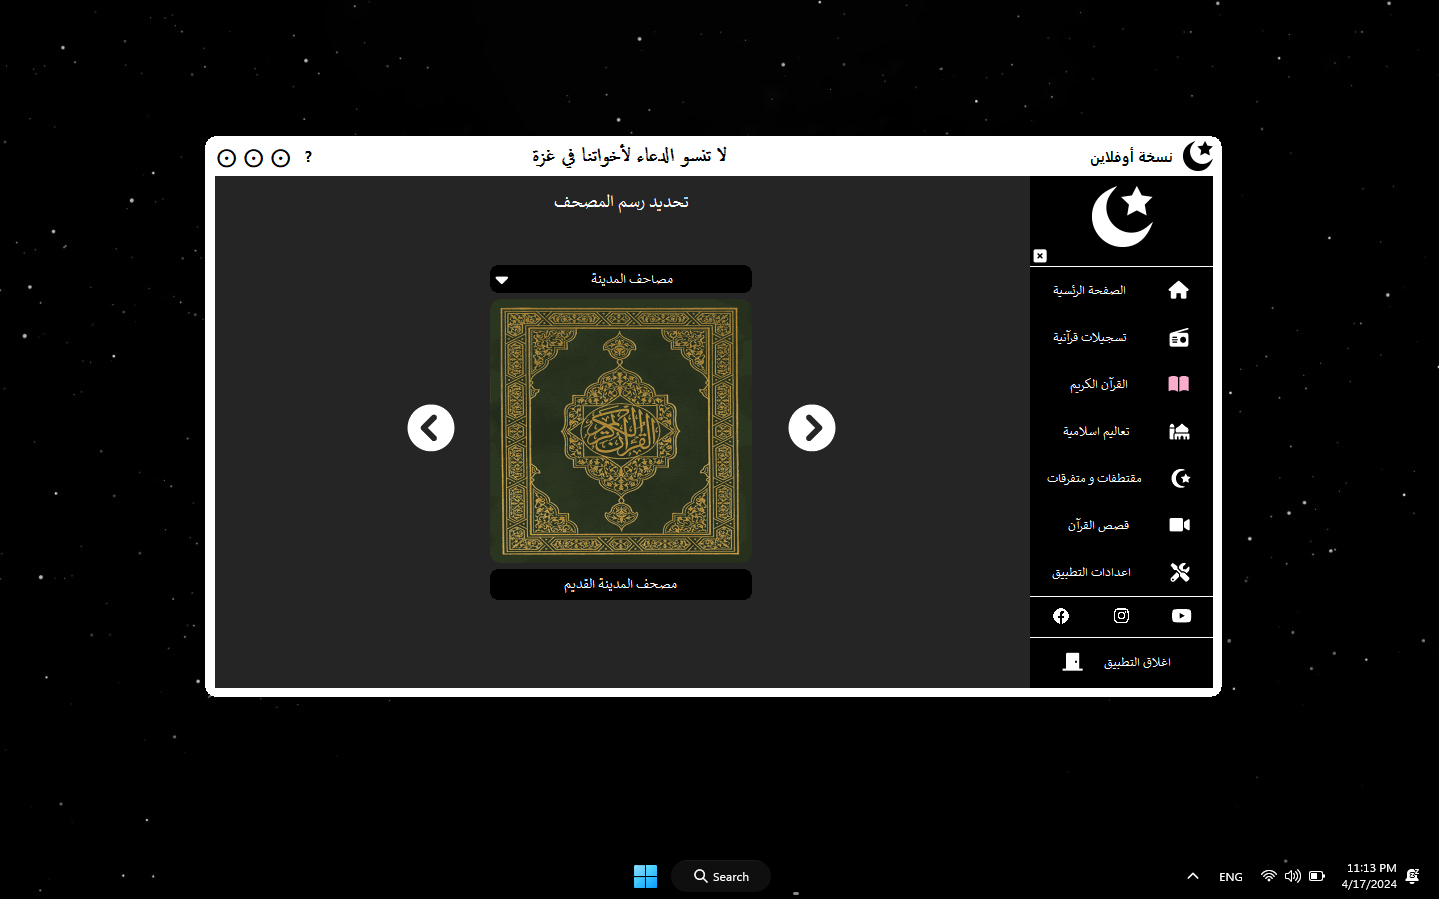 نسخة أوفلاين
لا تنسو الدعاء لأخواتنا في غزة
?
تحديد رسم المصحف
مصاحف المدينة
القرآن الكريم
مصحف المدينة القديم
الصفحة الرئسية
تسجيلات قرآنية
القرآن الكريم
تعاليم اسلامية
مقتطفات و متفرقات
قصص القرآن
اعدادات التطبيق
اغلاق التطبيق
Search
ENG
11:13 PM
4/17/2024